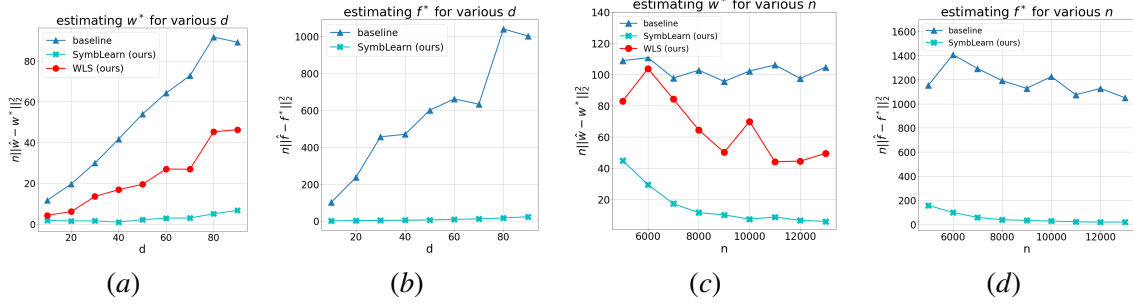 estimating w* for various d
baseline
SymbLearn (ours)
WLS (ours)
n||ŵ − w*||₂²
80
60
40
20
0
20 40 60 80
d
(a)
estimating f* for various d
baseline
SymbLearn (ours)
n||f̂ − f*||₂²
1000
800
600
400
200
0
20 40 60 80
d
(b)
estimating w* for various n
baseline
SymbLearn (ours)
WLS (ours)
n||ŵ − w*||₂²
140
120
100
80
60
40
20
6000 8000 10000 12000
n
(c)
estimating f* for various n
baseline
SymbLearn (ours)
n||f̂ − f*||₂²
1600
1400
1200
1000
800
600
400
200
0
6000 8000 10000 12000
n
(d)